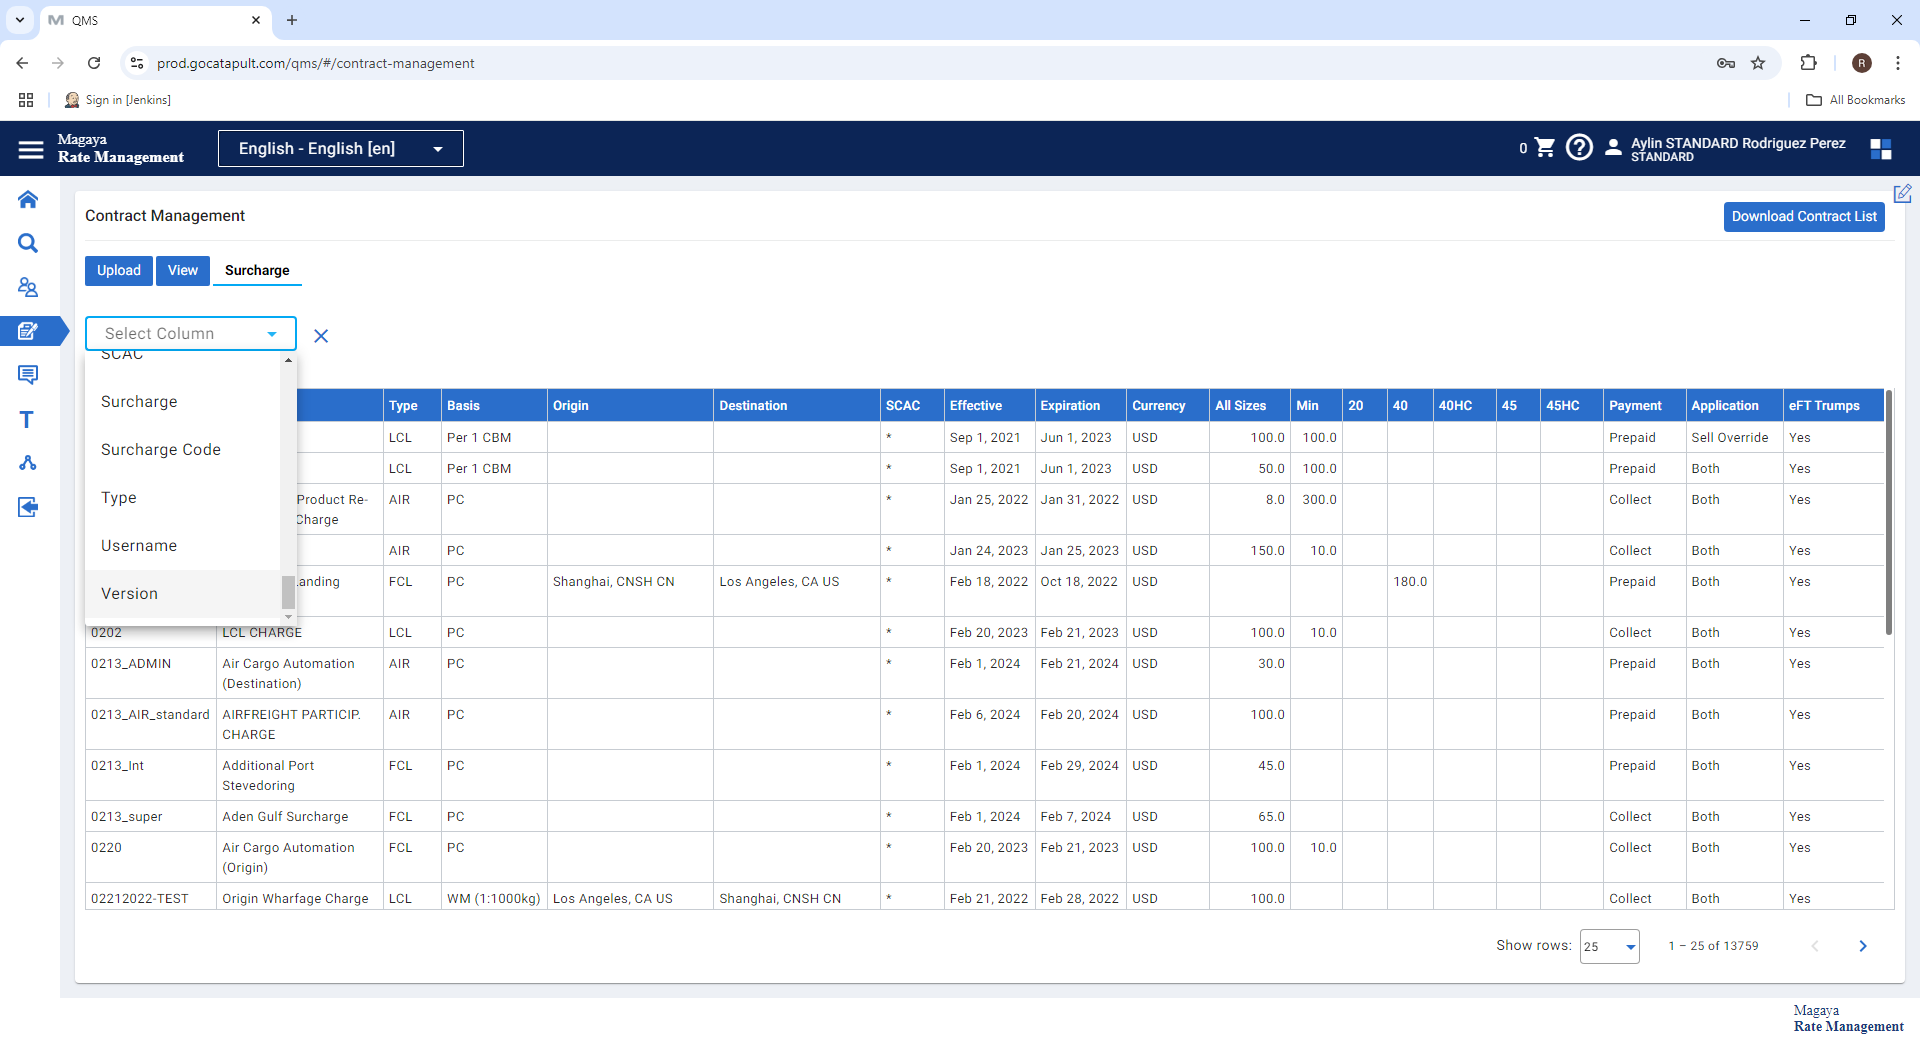 QMS
prod.gocatapult.com/qms/#/contract-management
R
Sign in [Jenkins]
All Bookmarks
Magaya
Rate Management
English - English [en]
0
Aylin STANDARD Rodriguez Perez
STANDARD
Contract Management
Download Contract List
Upload View Surcharge
Select Column
SCAC
Surcharge
Surcharge Code
Type
Username
Version
Type Basis Origin Destination SCAC Effective Expiration Currency All Sizes Min 20 40 40HC 45 45HC Payment Application eFT Trumps
LCL Per 1 CBM * Sep 1, 2021 Jun 1, 2023 USD 100.0 100.0 Prepaid Sell Override Yes
LCL Per 1 CBM * Sep 1, 2021 Jun 1, 2023 USD 50.0 100.0 Prepaid Both Yes
Product Re- AIR PC * Jan 25, 2022 Jan 31, 2022 USD 8.0 300.0 Collect Both Yes
Charge
AIR PC * Jan 24, 2023 Jan 25, 2023 USD 150.0 10.0 Collect Both Yes
anding FCL PC Shanghai, CNSH CN Los Angeles, CA US * Feb 18, 2022 Oct 18, 2022 USD 180.0 Prepaid Both Yes
0202 LCL CHARGE LCL PC * Feb 20, 2023 Feb 21, 2023 USD 100.0 10.0 Collect Both Yes
0213_ADMIN Air Cargo Automation AIR PC * Feb 1, 2024 Feb 21, 2024 USD 30.0 Prepaid Both Yes
(Destination)
0213_AIR_standard AIRFREIGHT PARTICIP. AIR PC * Feb 6, 2024 Feb 20, 2024 USD 100.0 Prepaid Both Yes
CHARGE
0213_Int Additional Port FCL PC * Feb 1, 2024 Feb 29, 2024 USD 45.0 Prepaid Both Yes
Stevedoring
0213_super Aden Gulf Surcharge FCL PC * Feb 1, 2024 Feb 7, 2024 USD 65.0 Collect Both Yes
0220 Air Cargo Automation FCL PC * Feb 20, 2023 Feb 21, 2023 USD 100.0 10.0 Collect Both Yes
(Origin)
02212022-TEST Origin Wharfage Charge LCL WM (1:1000kg) Los Angeles, CA US Shanghai, CNSH CN * Feb 21, 2022 Feb 28, 2022 USD 100.0 Collect Both Yes
Show rows: 25 1 – 25 of 13759
Magaya
Rate Management